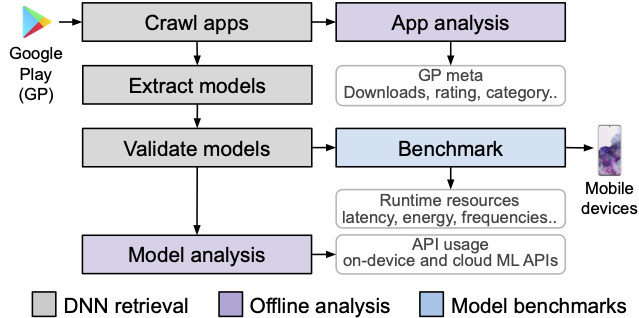 Google
Play
(GP)
Crawl apps
App analysis
GP meta
Downloads, rating, category..
Extract models
Validate models
Benchmark
Mobile
devices
Runtime resources
latency, energy, frequencies..
Model analysis
API usage
on-device and cloud ML APIs
DNN retrieval
Offline analysis
Model benchmarks